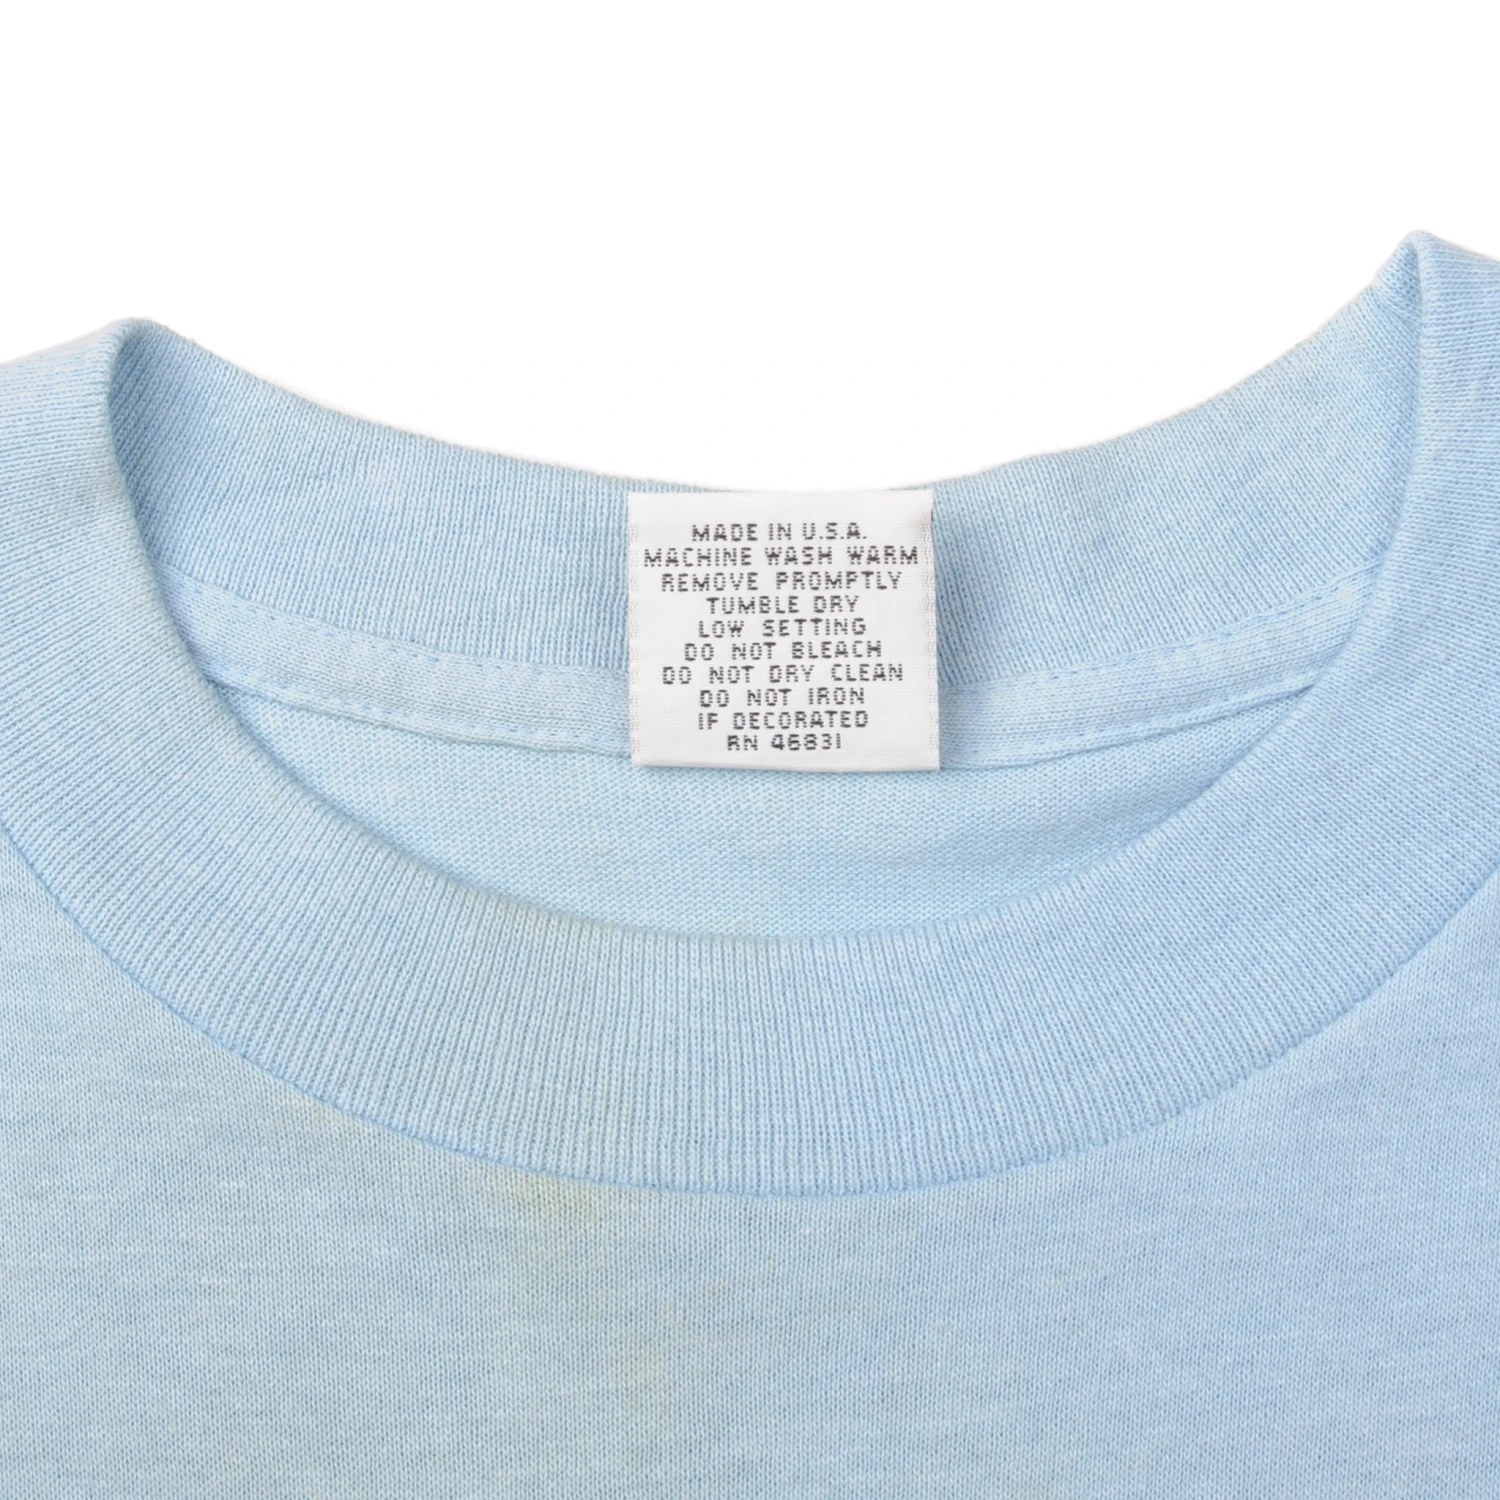 MADE IN U.S.A.
MACHINE WASH WARM
REMOVE PROMPTLY
TUMBLE DRY
LOW SETTING
DO NOT BLEACH
DO NOT DRY CLEAN
DO NOT IRON
IF DECORATED
RN 46831